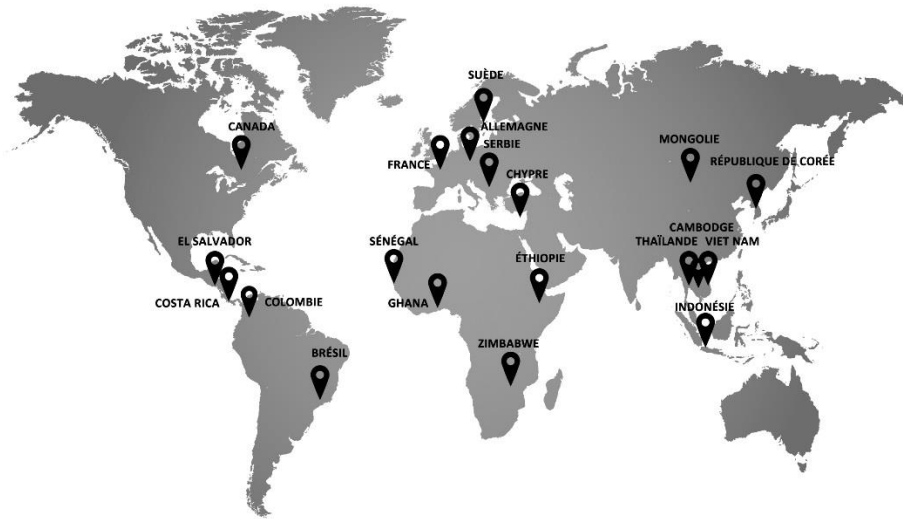 SUÈDE
CANADA
ALLEMAGNE
SERBIE
FRANCE
MONGOLIE
RÉPUBLIQUE DE CORÉE
CHYPRE
CAMBODGE
EL SALVADOR
SÉNÉGAL
THAÏLANDE
VIET NAM
ÉTHIOPIE
COSTA RICA
COLOMBIE
GHANA
INDONÉSIE
ZIMBABWE
BRÉSIL